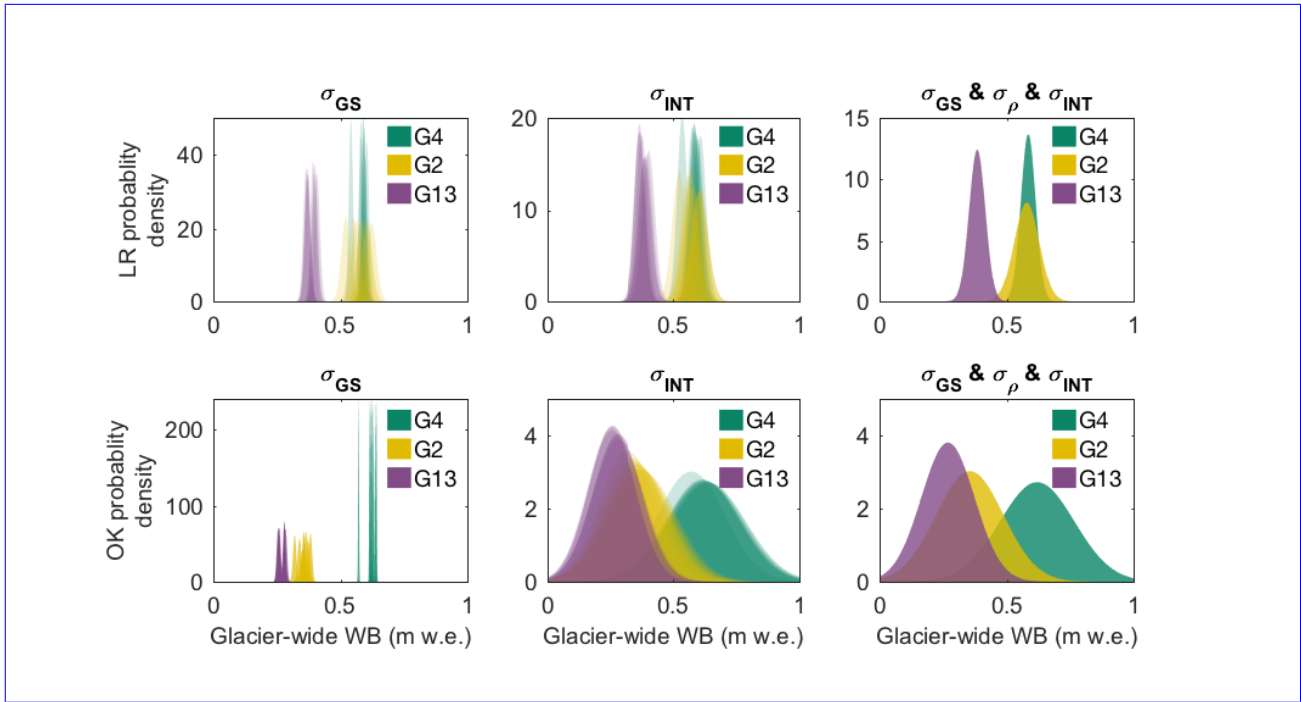 σGS
σINT
σGS & σρ & σINT
LR probablity
density
0
20
40
0
0.5
1
G4
G2
G13
0
10
20
0
0.5
1
G4
G2
G13
0
5
10
15
0
0.5
1
G4
G2
G13
σGS
σINT
σGS & σρ & σINT
OK probablity
density
0
100
200
0
0.5
1
G4
G2
G13
0
2
4
0
0.5
1
G4
G2
G13
0
2
4
0
0.5
1
G4
G2
G13
Glacier-wide WB (m w.e.)
Glacier-wide WB (m w.e.)
Glacier-wide WB (m w.e.)